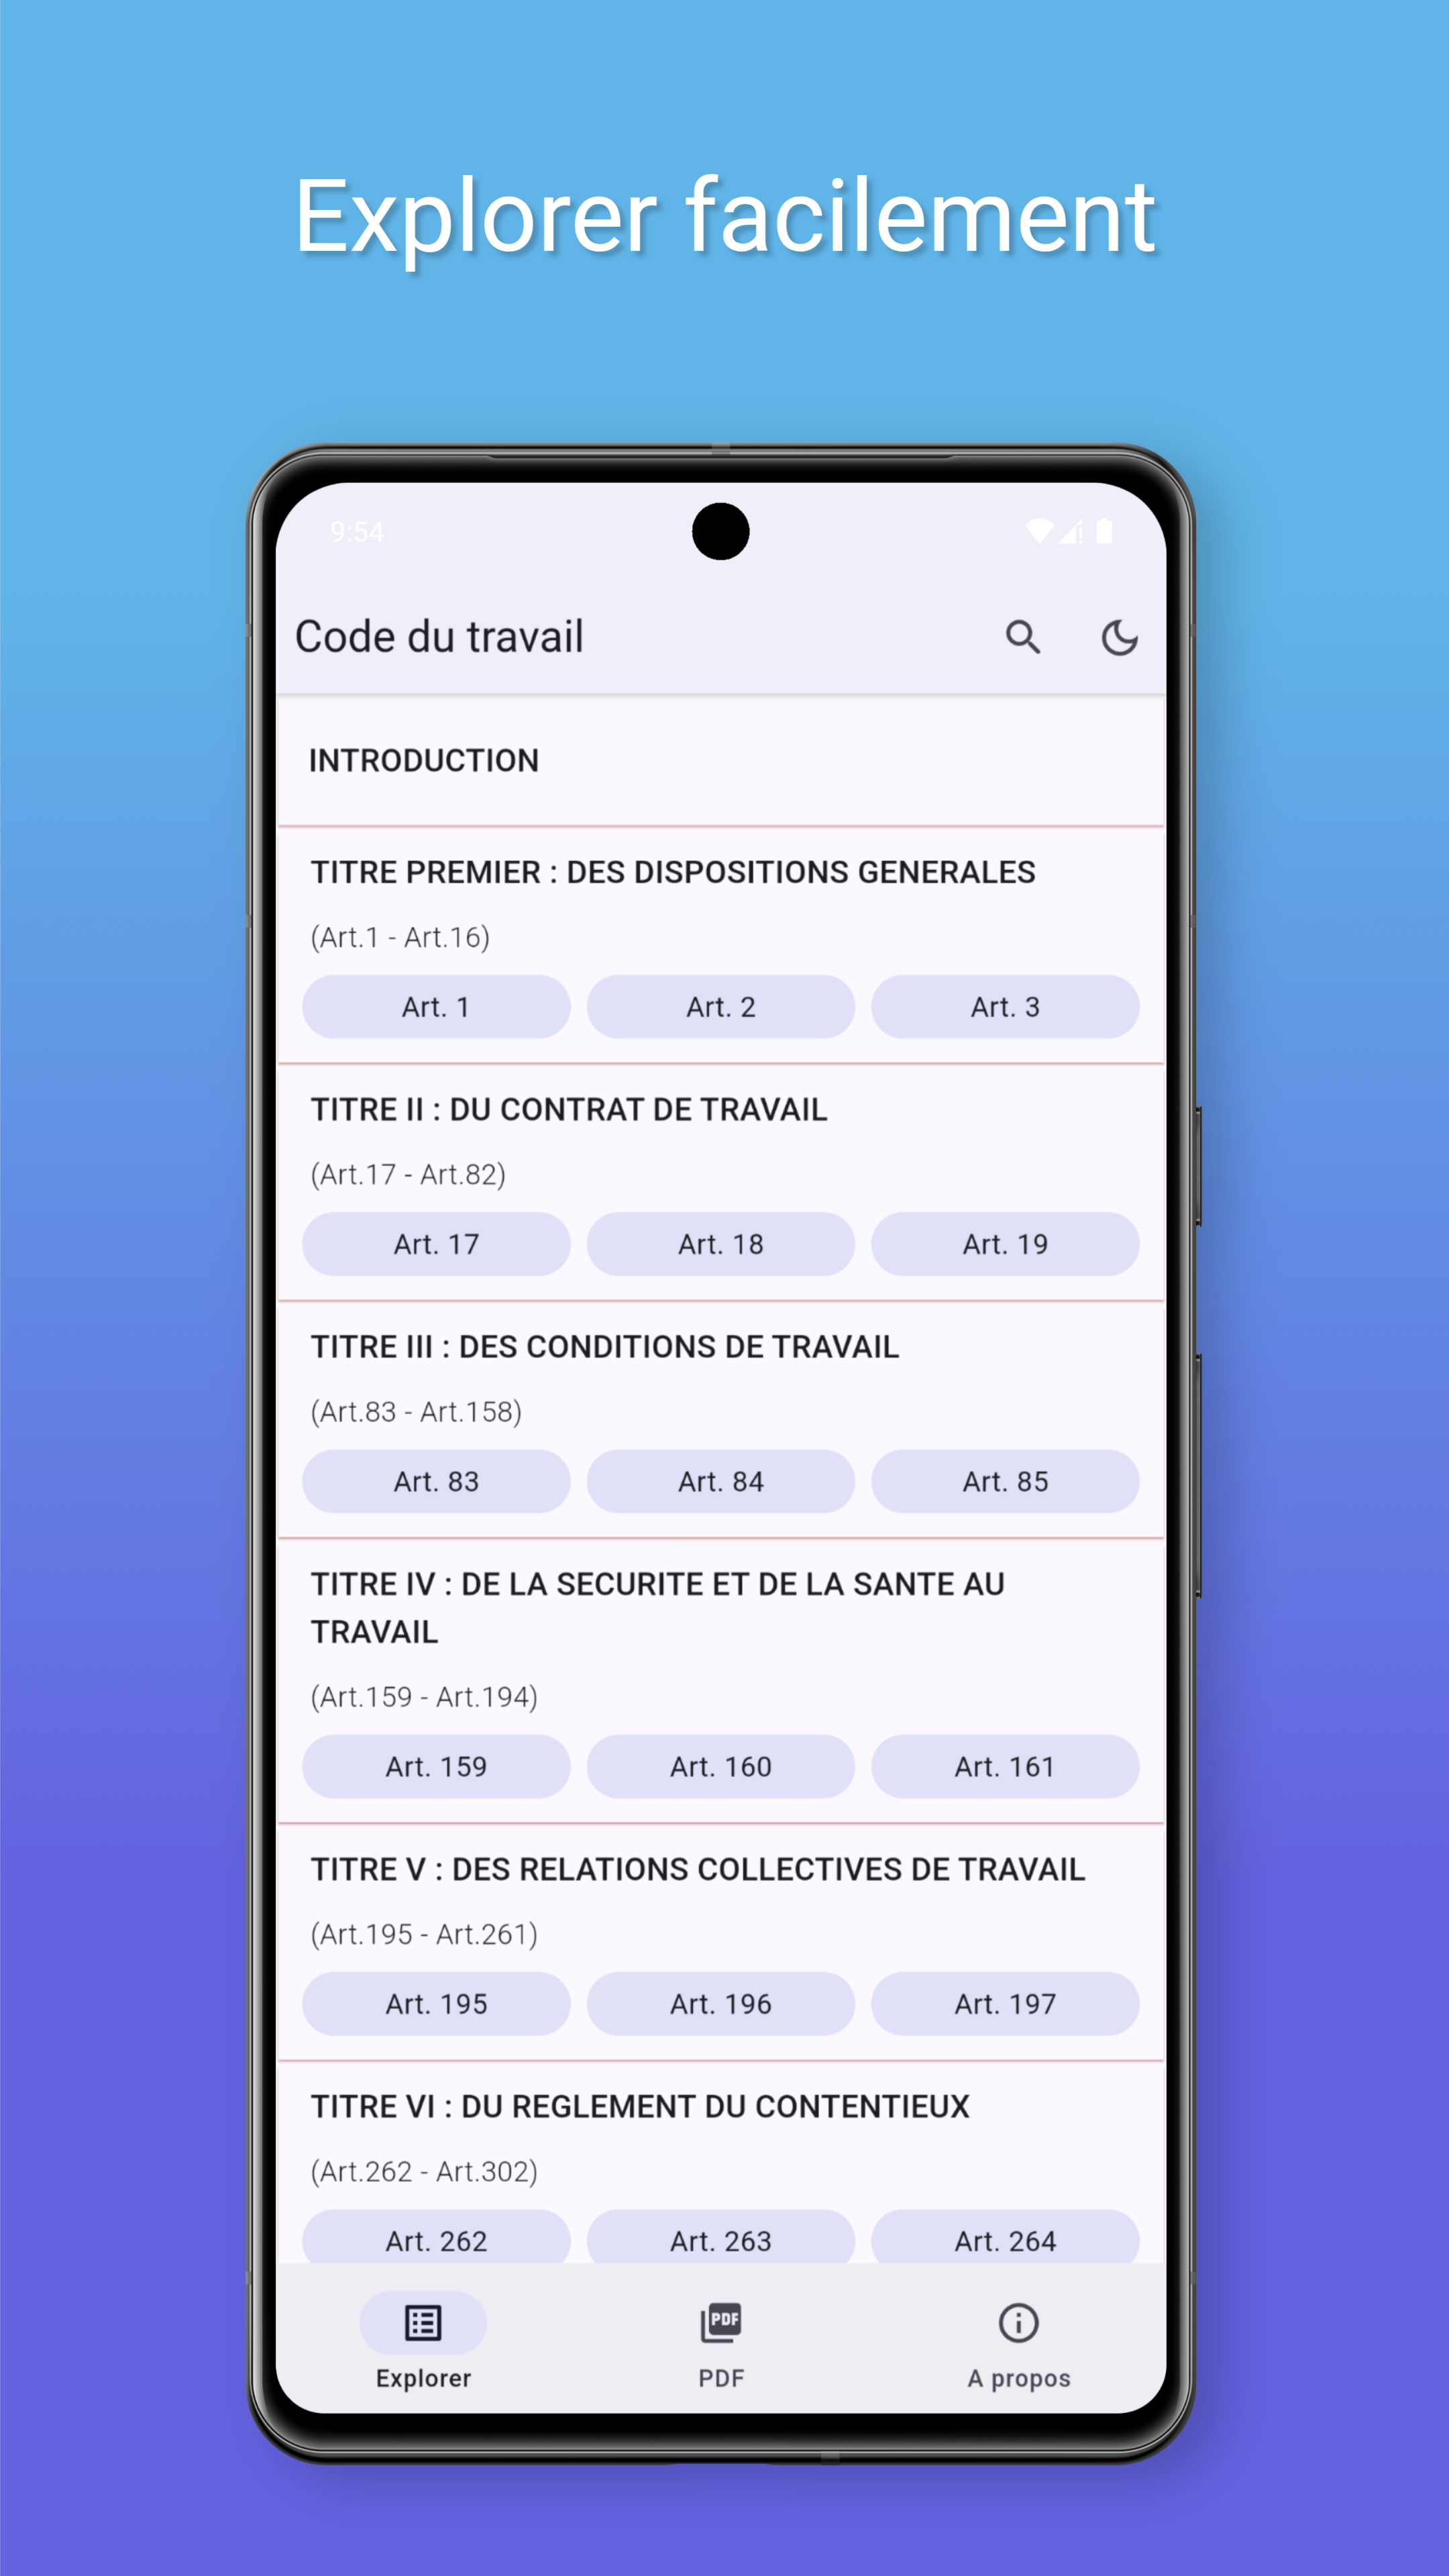 Explorer facilement
9:54
Code du travail
INTRODUCTION
TITRE PREMIER : DES DISPOSITIONS GENERALES
(Art.1 - Art.16)
Art. 1 Art. 2 Art. 3
TITRE II : DU CONTRAT DE TRAVAIL
(Art.17 - Art.82)
Art. 17 Art. 18 Art. 19
TITRE III : DES CONDITIONS DE TRAVAIL
(Art.83 - Art.158)
Art. 83 Art. 84 Art. 85
TITRE IV : DE LA SECURITE ET DE LA SANTE AU
TRAVAIL
(Art.159 - Art.194)
Art. 159 Art. 160 Art. 161
TITRE V : DES RELATIONS COLLECTIVES DE TRAVAIL
(Art.195 - Art.261)
Art. 195 Art. 196 Art. 197
TITRE VI : DU REGLEMENT DU CONTENTIEUX
(Art.262 - Art.302)
Art. 262 Art. 263 Art. 264
PDF
Explorer PDF A propos